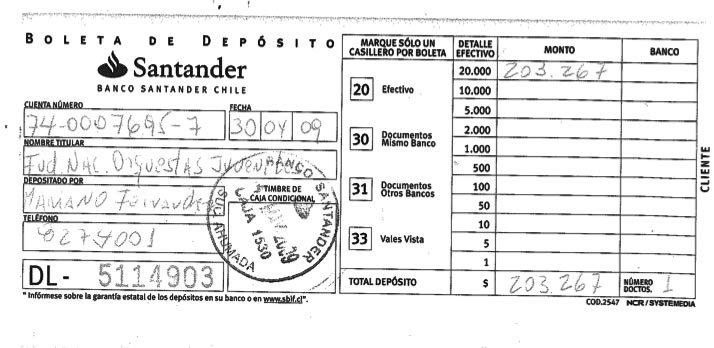 BOLETA DE DEPÓSITO
Santander
BANCO SANTANDER CHILE
CUENTA NÚMERO
74-0007695-7
FECHA
30 04 09
NOMBRE TITULAR
Fud. Nac. Orquestas Juveniles
DEPOSITADO POR
TELÉFONO
6274001
DL- 5114903
* Infórmese sobre la garantía estatal de los depósitos en su banco o en www.sbif.cl".
TIMBRE DE
CAJA CONDICIONAL
BANCO SANTANDER
CAJA 1530
SUC AHUMADA
MARQUE SÓLO UN
CASILLERO POR BOLETA
20 Efectivo
30 Documentos
Mismo Banco
31 Documentos
Otros Bancos
33 Vales Vista
DETALLE
EFECTIVO
MONTO
BANCO
20.000 203.267
10.000
5.000
2.000
1.000
500
100
50
10
5
1
TOTAL DEPÓSITO $ 203.267
NÚMERO
DOCTOS. 1
COD.2547 NCR/SYSTEMEDIA
CLIENTE